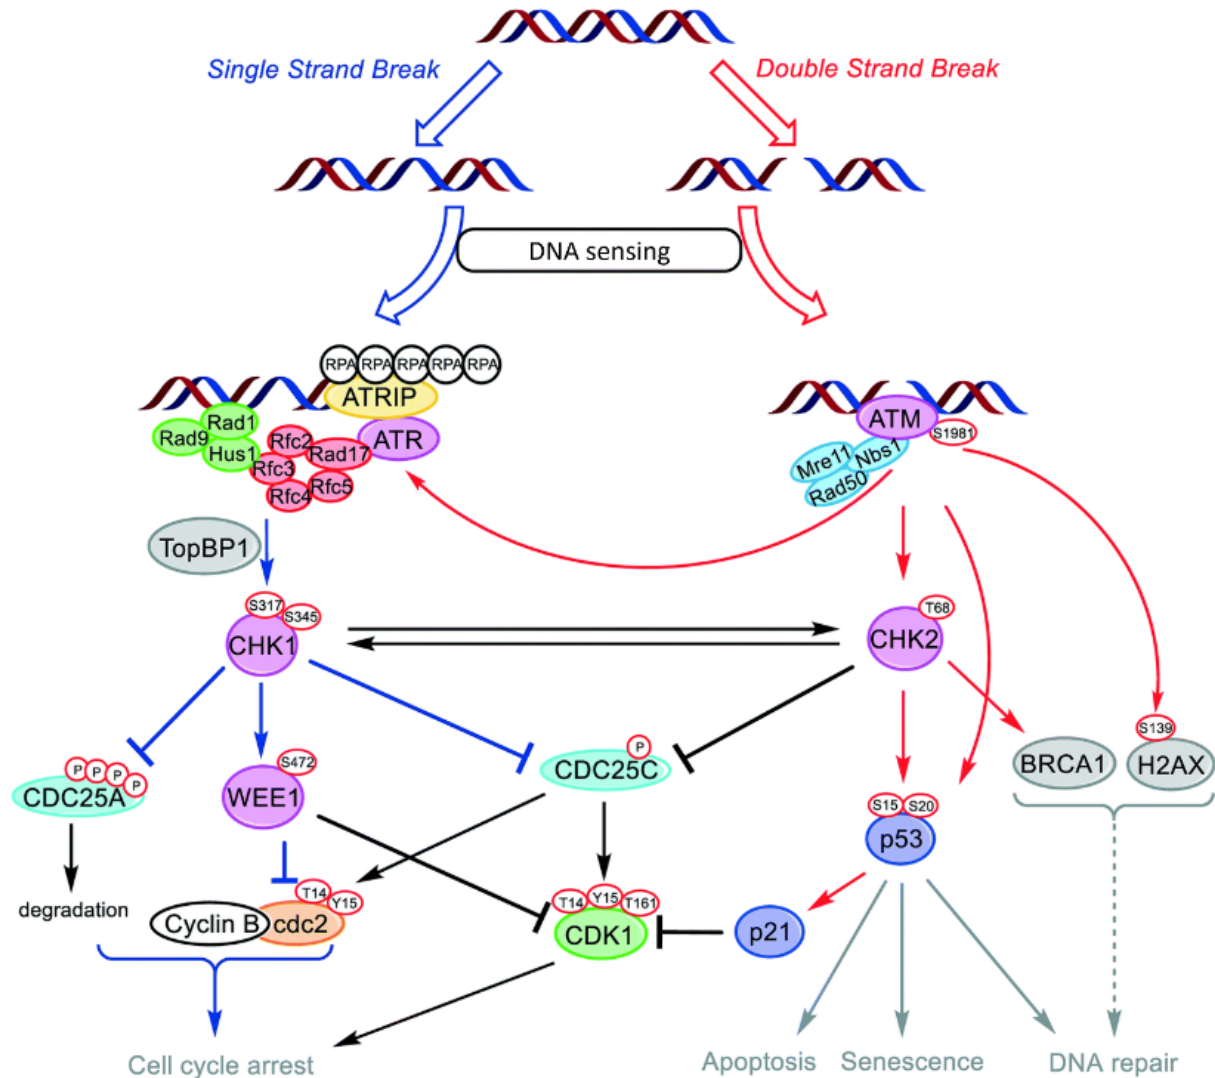 Single Strand Break
Double Strand Break
DNA sensing
RPA RPA RPA RPA RPA
ATRIP
ATR
Rad1
Rad9
Hus1
Rfc2
Rad17
Rfc3
Rfc4
Rfc5
ATM
S1981
Mre11
Nbs1
Rad50
TopBP1
S317
S345
CHK1
T68
CHK2
S139
BRCA1
H2AX
P
CDC25C
P P P P
CDC25A
S472
WEE1
S15 S20
p53
degradation
T14
Y15
Cyclin B
cdc2
T14 Y15 T161
CDK1
p21
Cell cycle arrest
Apoptosis
Senescence
DNA repair